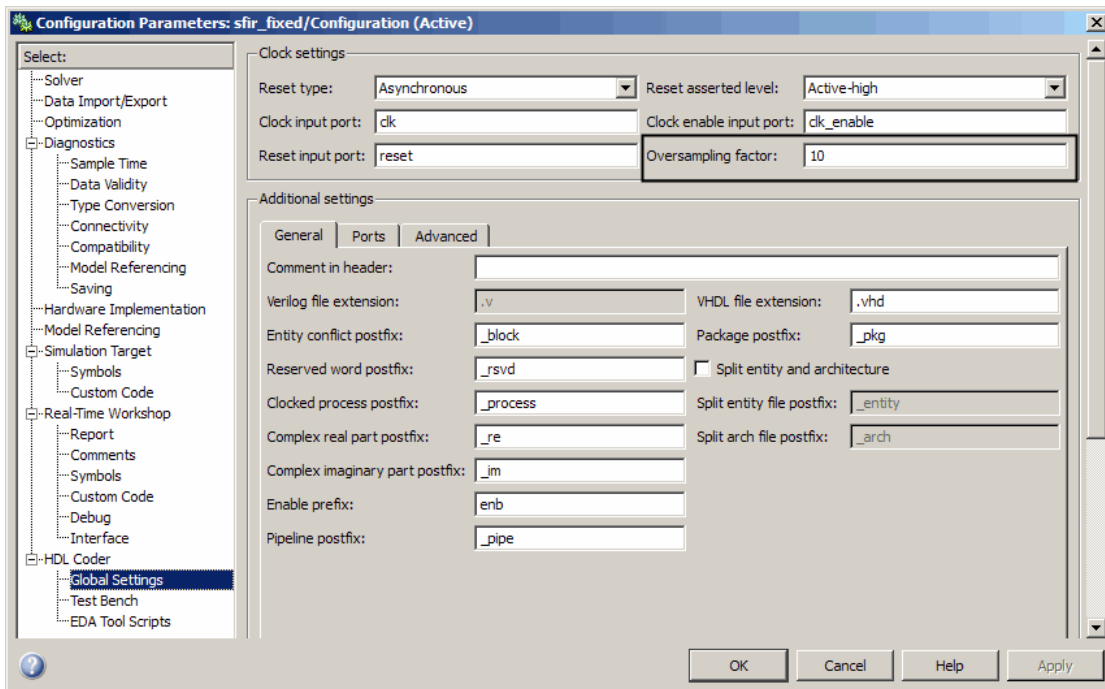 Configuration Parameters: sfir_fixed/Configuration (Active)
Select:
Solver
Data Import/Export
Optimization
Diagnostics
Sample Time
Data Validity
Type Conversion
Connectivity
Compatibility
Model Referencing
Saving
Hardware Implementation
Model Referencing
Simulation Target
Symbols
Custom Code
Real-Time Workshop
Report
Comments
Symbols
Custom Code
Debug
Interface
HDL Coder
Global Settings
Test Bench
EDA Tool Scripts
Clock settings
Reset type: Asynchronous Reset asserted level: Active-high
Clock input port: clk Clock enable input port: clk_enable
Reset input port: reset Oversampling factor: 10
Additional settings
General Ports Advanced
Comment in header:
Verilog file extension: .v VHDL file extension: .vhd
Entity conflict postfix: _block Package postfix: _pkg
Reserved word postfix: _rsvd Split entity and architecture
Clocked process postfix: _process Split entity file postfix: _entity
Complex real part postfix: _re Split arch file postfix: _arch
Complex imaginary part postfix: _im
Enable prefix: enb
Pipeline postfix: _pipe
OK Cancel Help Apply